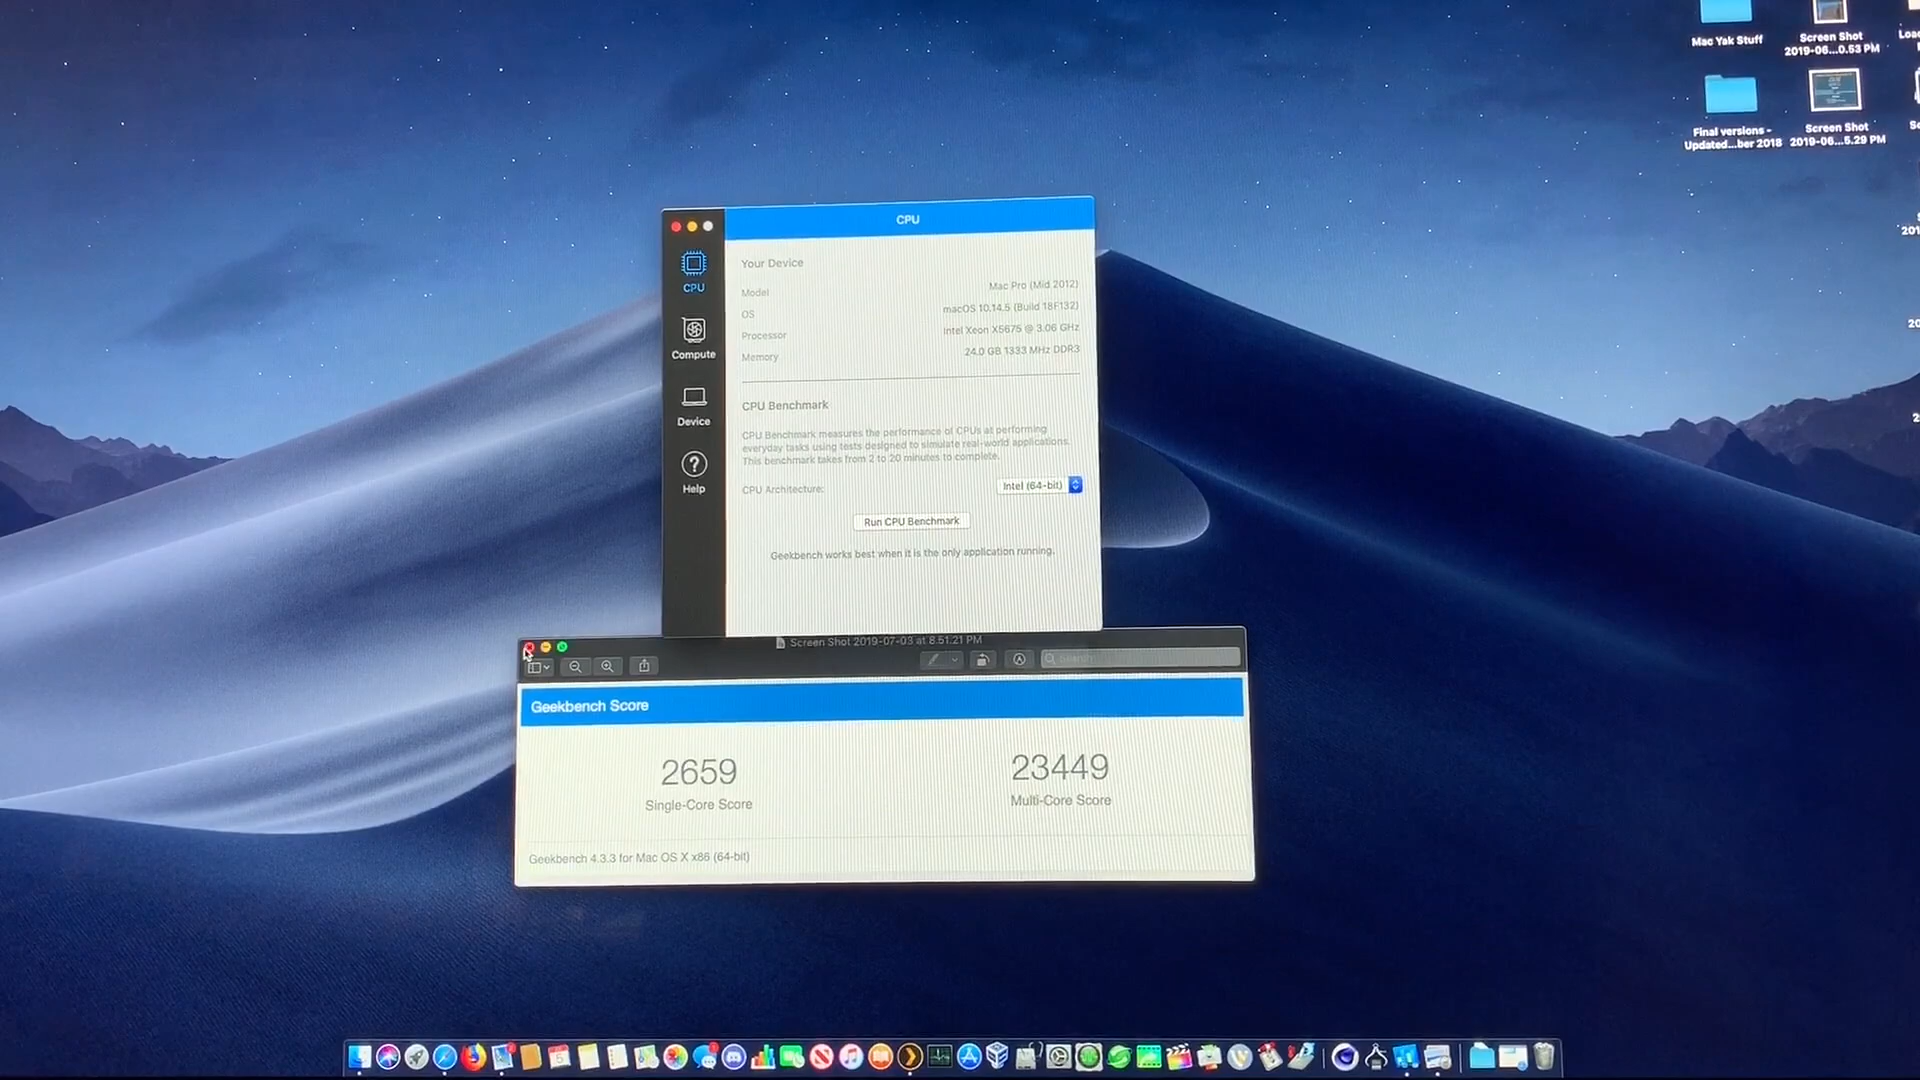 Mac Yak Stuff
Screen Shot
2019-06...0.53 PM
Final versions -
Updated...ber 2018
Screen Shot
2019-06...5.29 PM
CPU
CPU
Compute
Device
Help
Your Device
Model
Mac Pro (Mid 2012)
OS
macOS 10.14.5 (Build 18F132)
Processor
Intel Xeon X5675 @ 3.06 GHz
Memory
24.0 GB 1333 MHz DDR3
CPU Benchmark
CPU Benchmark measures the performance of CPUs at performing
everyday tasks using tests designed to simulate real-world applications.
This benchmark takes from 2 to 20 minutes to complete.
CPU Architecture:
Intel (64-bit)
Run CPU Benchmark
Geekbench works best when it is the only application running.
Screen Shot 2019-07-03 at 8.51.21 PM
Search
Geekbench Score
2659
Single-Core Score
23449
Multi-Core Score
Geekbench 4.3.3 for Mac OS X x86 (64-bit)